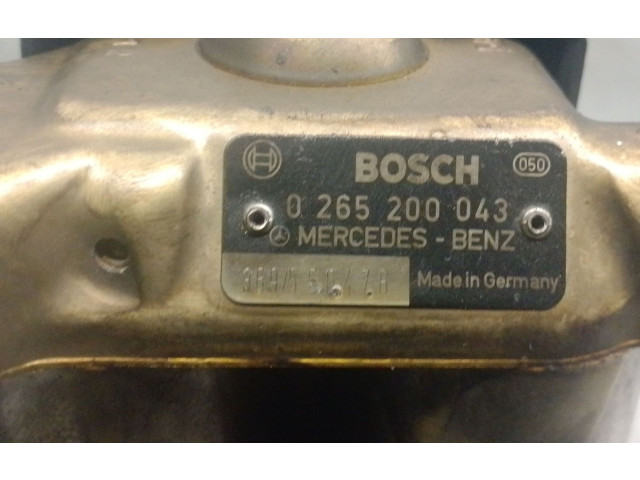 BOSCH
050
0 265 200 043
MERCEDES - BENZ
Made in Germany